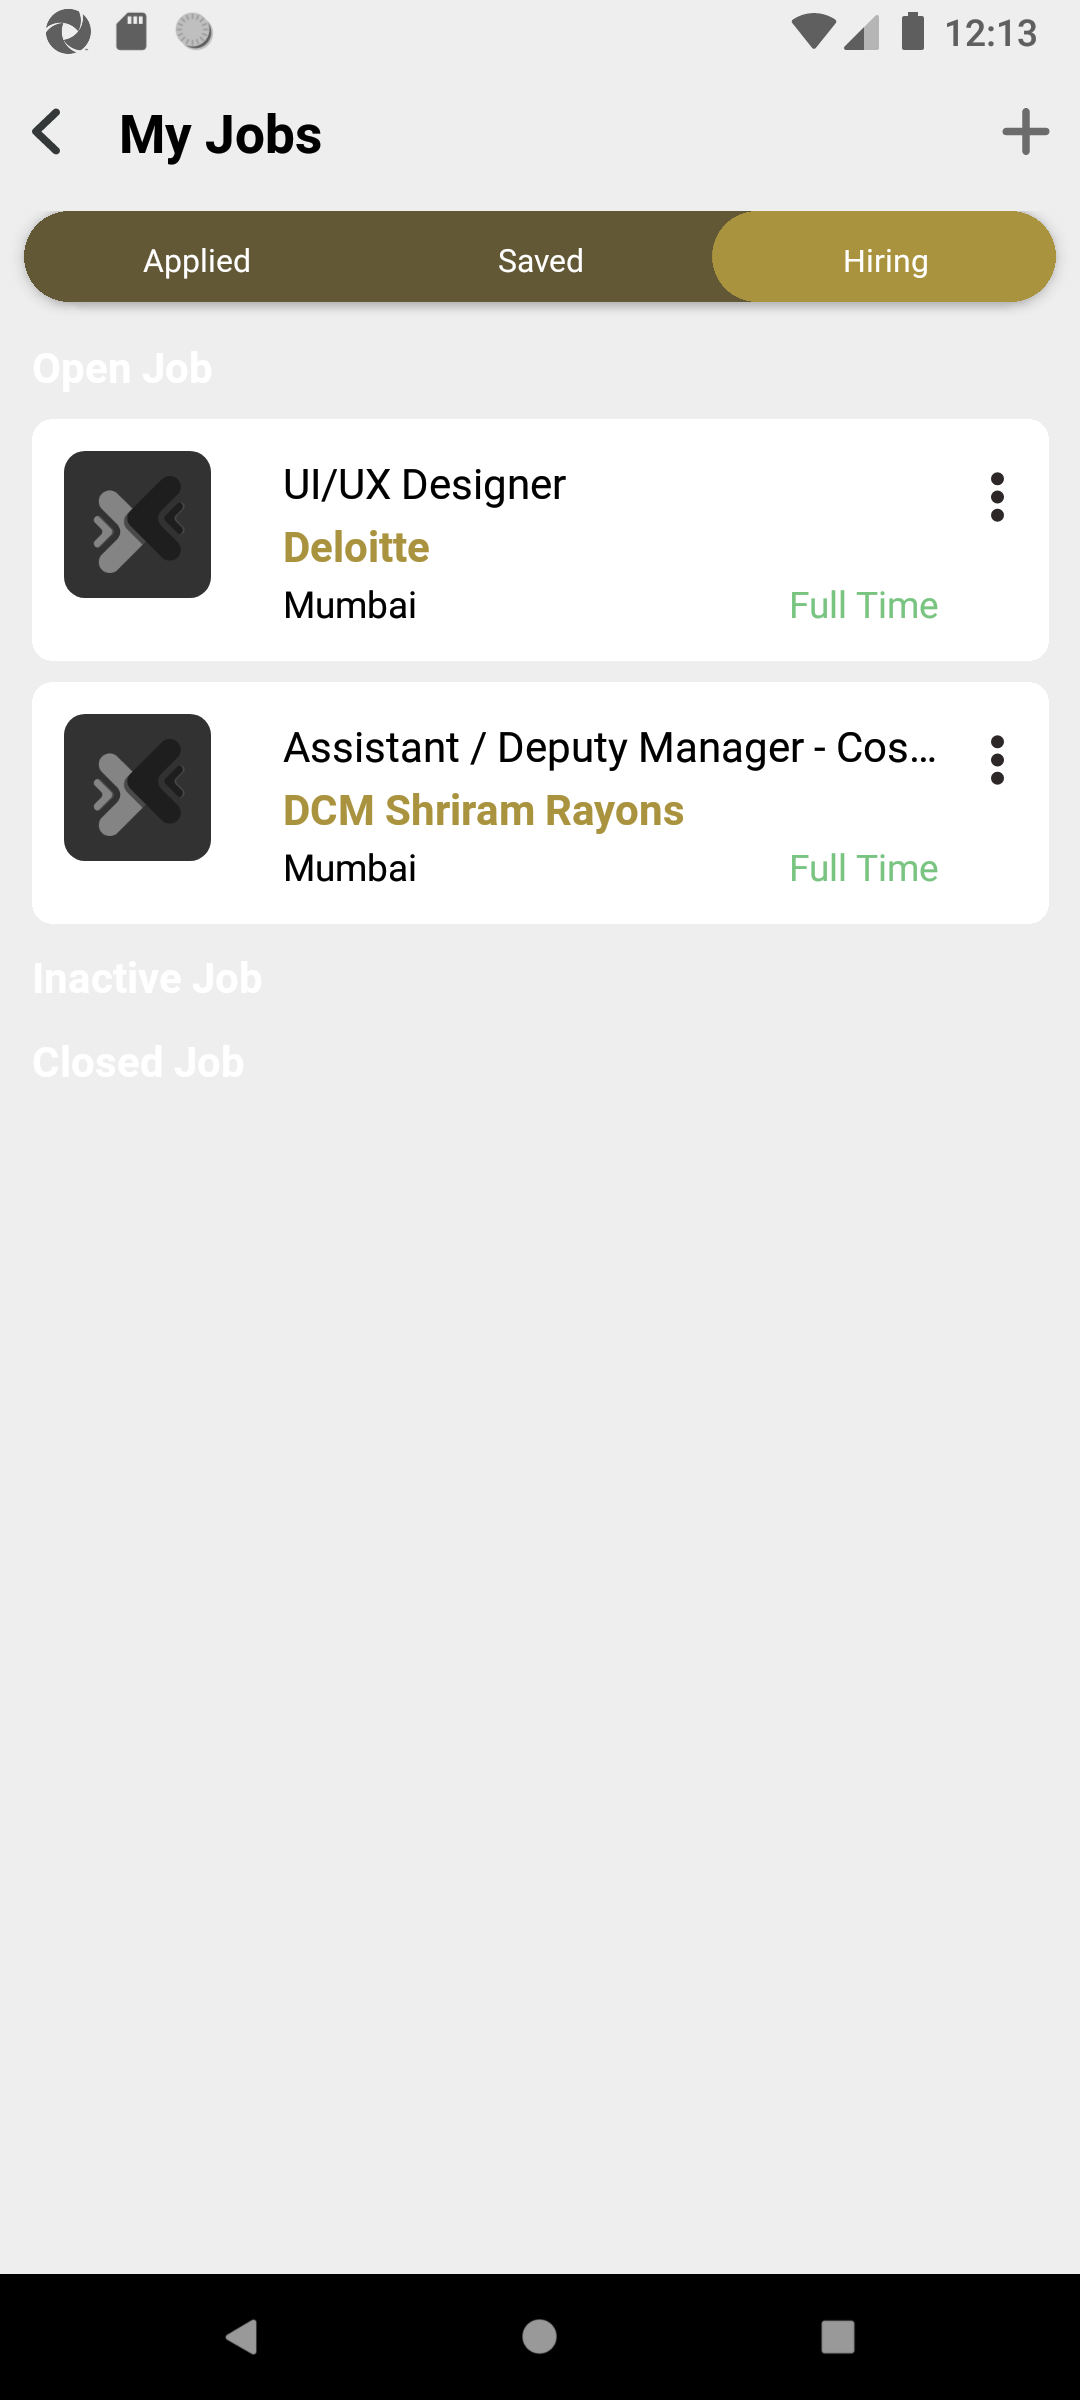 12:13
My Jobs
Applied Saved Hiring
Open Job
UI/UX Designer
Deloitte
Mumbai Full Time
Assistant / Deputy Manager - Cos...
DCM Shriram Rayons
Mumbai Full Time
Inactive Job
Closed Job